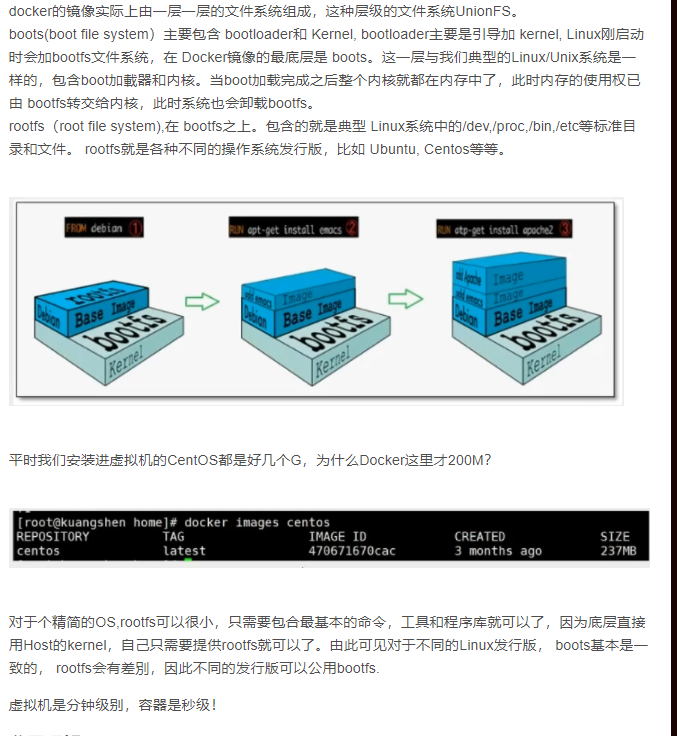 docker的镜像实际上由一层一层的文件系统组成，这种层级的文件系统UnionFS。
boots(boot file system）主要包含 bootloader和 Kernel, bootloader主要是引导加 kernel, Linux刚启动
时会加bootfs文件系统，在 Docker镜像的最底层是 boots。这一层与我们典型的Linux/Unix系统是一
样的，包含boot加載器和内核。当boot加载完成之后整个内核就都在内存中了，此时内存的使用权已
由 bootfs转交给内核，此时系统也会卸载bootfs。
rootfs（root file system),在 bootfs之上。包含的就是典型 Linux系统中的/dev,/proc,/bin,/etc等标准目
录和文件。 rootfs就是各种不同的操作系统发行版，比如 Ubuntu, Centos等等。
FROM debian ①
RUN apt-get install emacs ②
RUN atp-get install apache2 ③
rootfs
Debian
Base Image
bootfs
Kernel
add emacs
Image
Debian
Base Image
bootfs
Kernel
add Apache
Image
add emacs
Image
Debian
Base Image
bootfs
Kernel
平时我们安装进虚拟机的CentOS都是好几个G，为什么Docker这里才200M？
[root@kuangshen home]# docker images centos
REPOSITORY TAG IMAGE ID CREATED SIZE
centos latest 470671670cac 3 months ago 237MB
对于个精简的OS,rootfs可以很小，只需要包合最基本的命令，工具和程序库就可以了，因为底层直接
用Host的kernel，自己只需要提供rootfs就可以了。由此可见对于不同的Linux发行版， boots基本是一
致的， rootfs会有差別，因此不同的发行版可以公用bootfs.
虚拟机是分钟级别，容器是秒级！